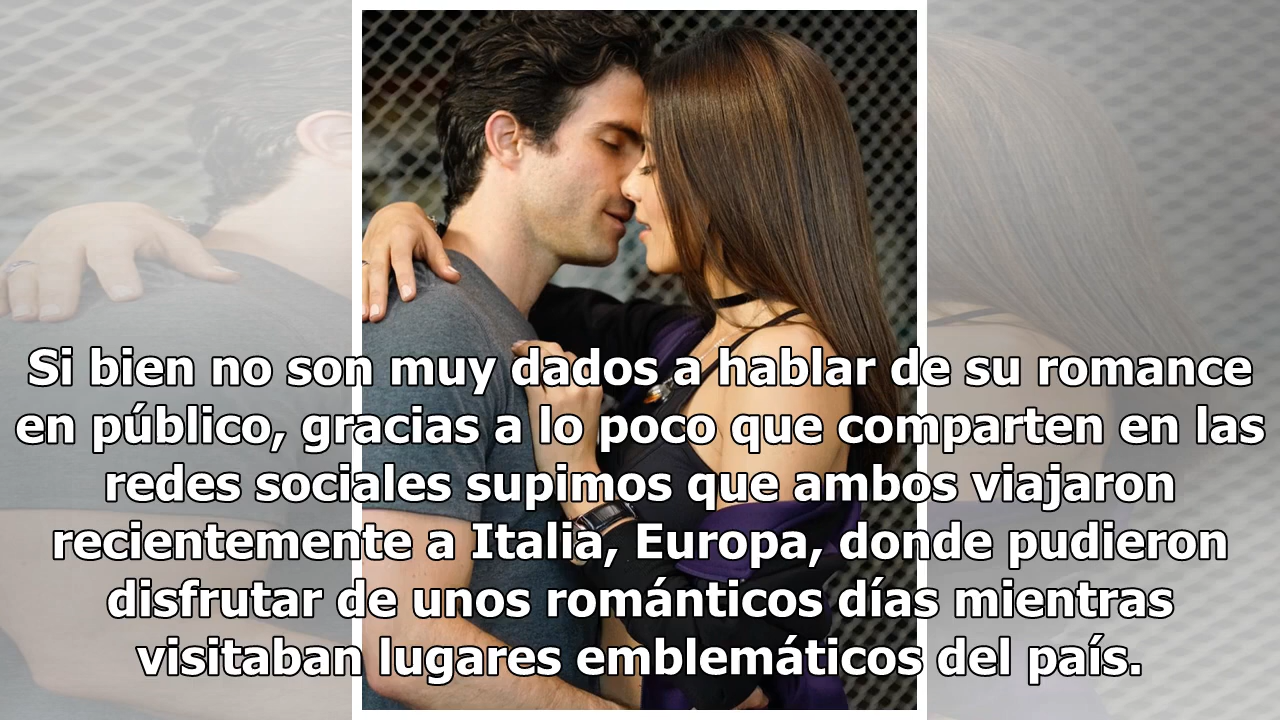 Si bien no son muy dados a hablar de su romance
en público, gracias a lo poco que comparten en las
redes sociales supimos que ambos viajaron
recientemente a Italia, Europa, donde pudieron
disfrutar de unos románticos días mientras
visitaban lugares emblemáticos del país.